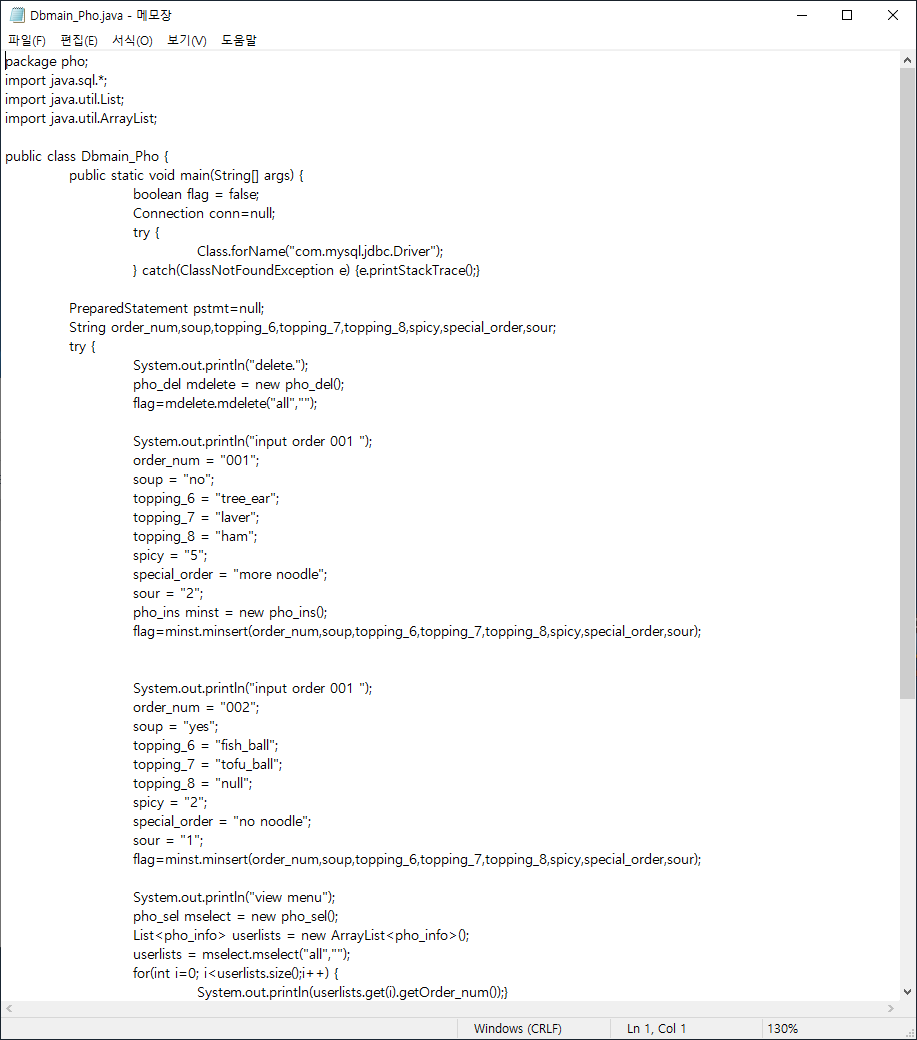 Dbmain_Pho.java - 메모장
파일(F) 편집(E) 서식(O) 보기(V) 도움말
package pho;
import java.sql.*;
import java.util.List;
import java.util.ArrayList;
public class Dbmain_Pho {
public static void main(String[] args) {
boolean flag = false;
Connection conn=null;
try {
Class.forName("com.mysql.jdbc.Driver");
} catch(ClassNotFoundException e) {e.printStackTrace();}
PreparedStatement pstmt=null;
String order_num,soup,topping_6,topping_7,topping_8,spicy,special_order,sour;
try {
System.out.println("delete.");
pho_del mdelete = new pho_del();
flag=mdelete.mdelete("all","");
System.out.println("input order 001 ");
order_num = "001";
soup = "no";
topping_6 = "tree_ear";
topping_7 = "laver";
topping_8 = "ham";
spicy = "5";
special_order = "more noodle";
sour = "2";
pho_ins minst = new pho_ins();
flag=minst.minsert(order_num,soup,topping_6,topping_7,topping_8,spicy,special_order,sour);
System.out.println("input order 001 ");
order_num = "002";
soup = "yes";
topping_6 = "fish_ball";
topping_7 = "tofu_ball";
topping_8 = "null";
spicy = "2";
special_order = "no noodle";
sour = "1";
flag=minst.minsert(order_num,soup,topping_6,topping_7,topping_8,spicy,special_order,sour);
System.out.println("view menu");
pho_sel mselect = new pho_sel();
List<pho_info> userlists = new ArrayList<pho_info>();
userlists = mselect.mselect("all","");
for(int i=0; i<userlists.size();i++) {
System.out.println(userlists.get(i).getOrder_num());}
Windows (CRLF) Ln 1, Col 1 130%